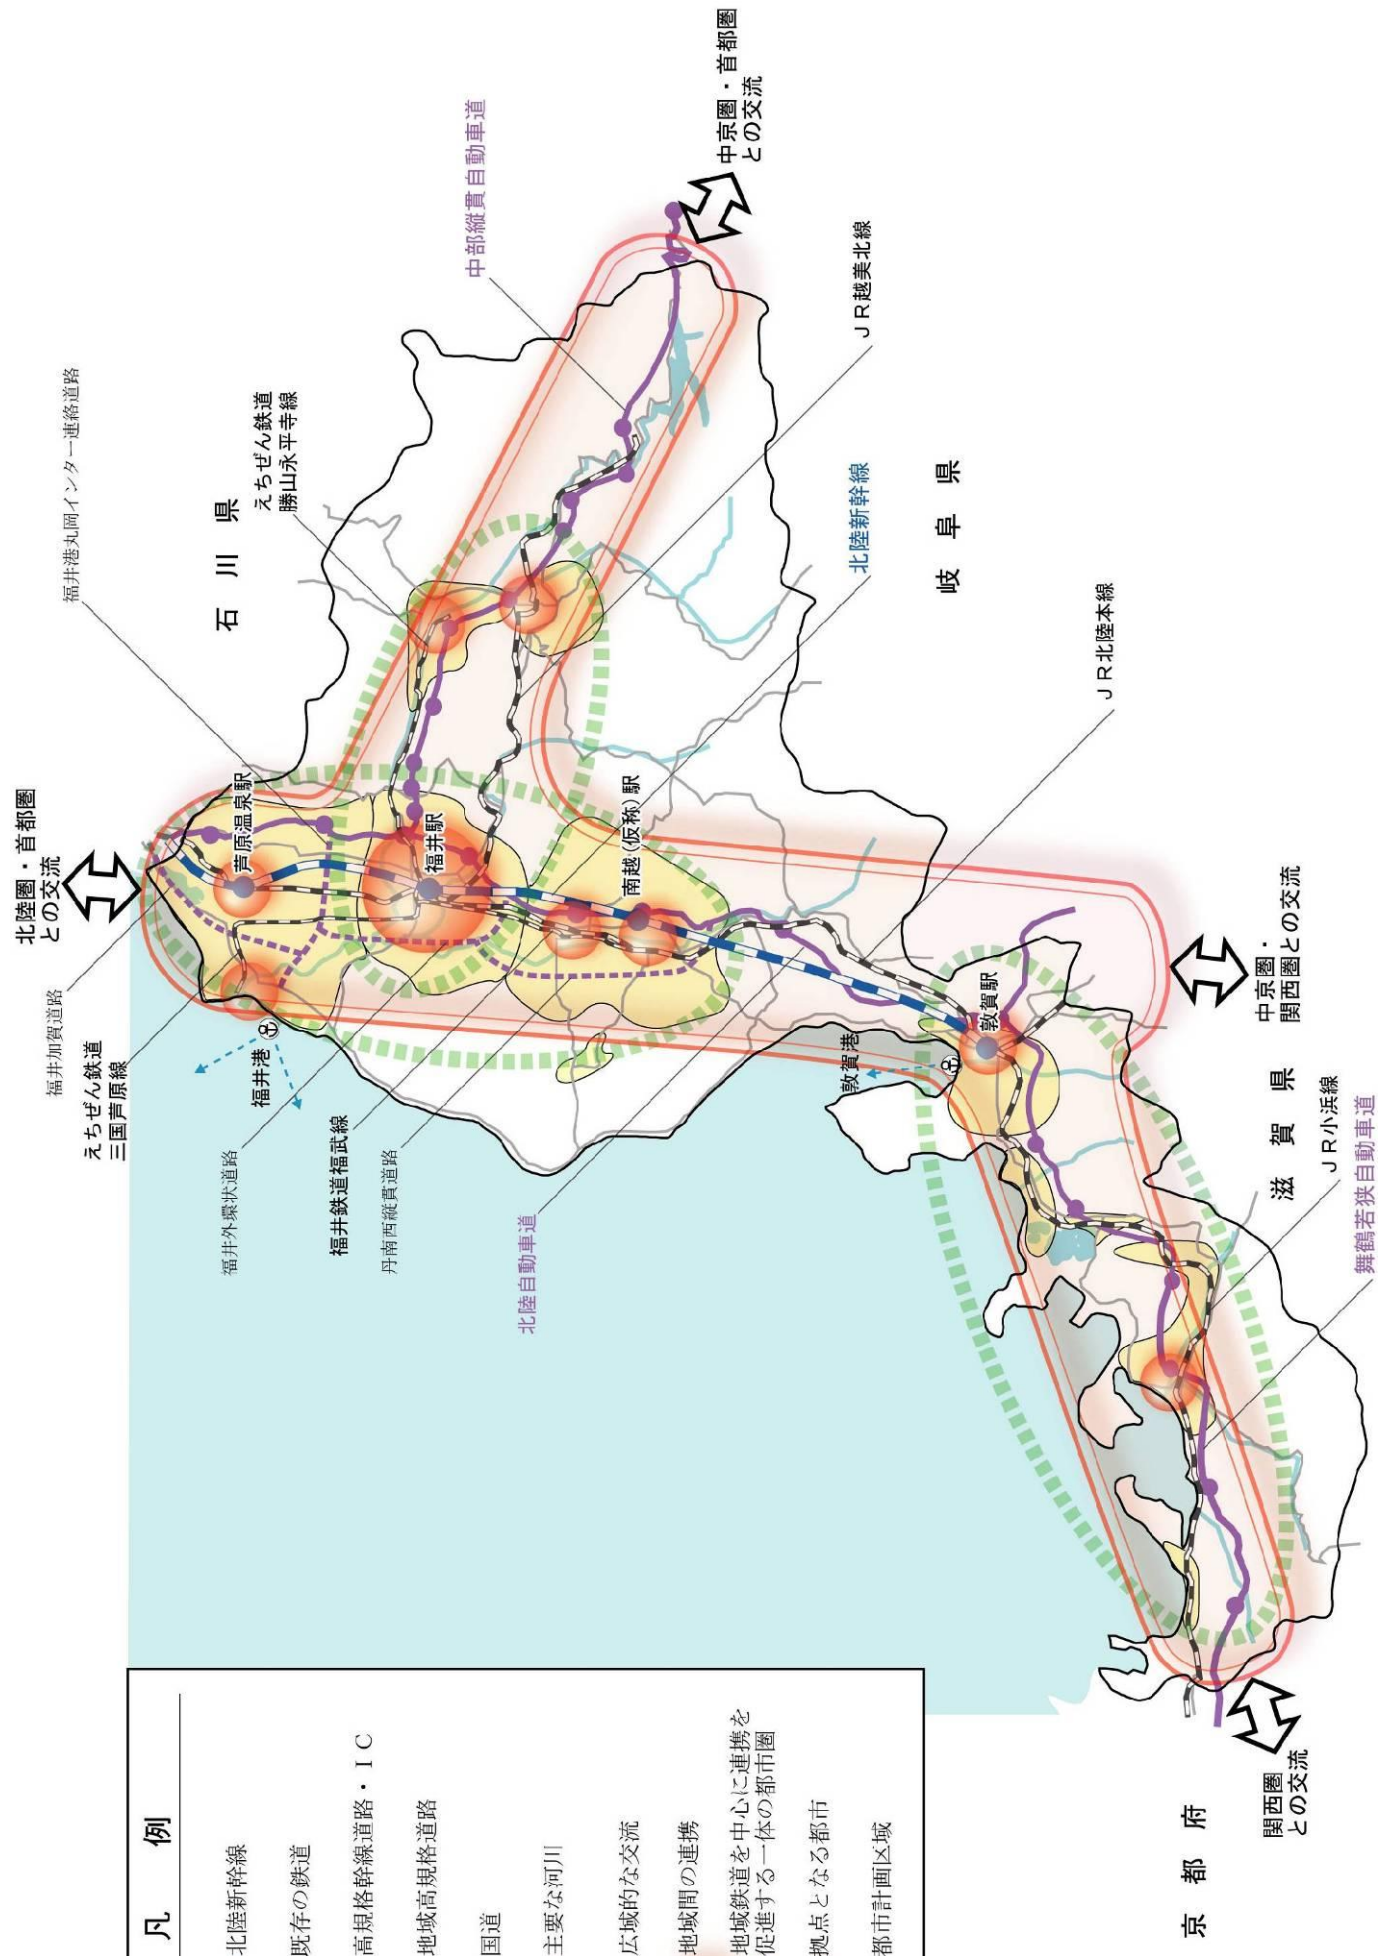 中京圏・首都圏
との交流
中部縦貫自動車道
JR越美北線
福井港丸岡インター連絡道路
えちぜん鉄道
勝山永平寺線
石川県
北陸新幹線
岐阜県
JR北陸本線
北陸圏・首都圏
との交流
芦原温泉駅
福井駅
南越(仮称)駅
福井加賀道路
えちぜん鉄道
三国芦原線
福井港
福井外環状道路
福井鉄道福武線
丹南西縦貫道路
北陸自動車道
敦賀港
敦賀駅
中京圏・
関西圏との交流
滋賀県
JR小浜線
舞鶴若狭自動車道
関西圏
との交流
京都府
凡例
北陸新幹線
既存の鉄道
高規格幹線道路・IC
地域高規格道路
国道
主要な河川
広域的な交流
地域間の連携
地域鉄道を中心に連携を
促進する一体の都市圏
拠点となる都市
都市計画区域